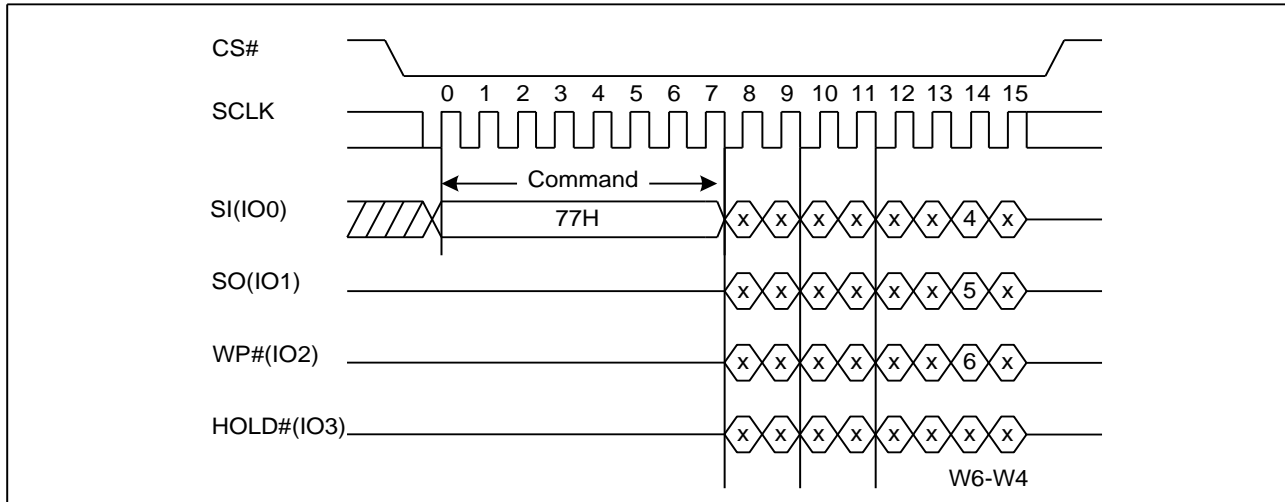 CS#
0 1 2 3 4 5 6 7 8 9 10 11 12 13 14 15
SCLK
Command
SI(IO0) 77H x x x x x x 4 x
SO(IO1) x x x x x x 5 x
WP#(IO2) x x x x x x 6 x
HOLD#(IO3) x x x x x x x x
W6-W4